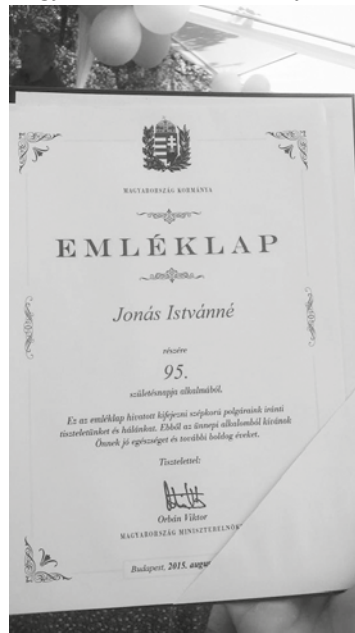 MAGYARORSZÁG KORMÁNYA
EMLÉKLAP
Jonás Istvánné
részére
95.
születésnapja alkalmából.
Ez az emléklap hivatott kifejezni szépkorú polgáraink iránti
tiszteletünket és hálánkat. Ebből az ünnepi alkalomból kívánok
Önnek jó egészséget és további boldog éveket.
Tisztelettel:
Orbán Viktor
MAGYARORSZÁG MINISZTERELNÖK
Budapest, 2015. augu